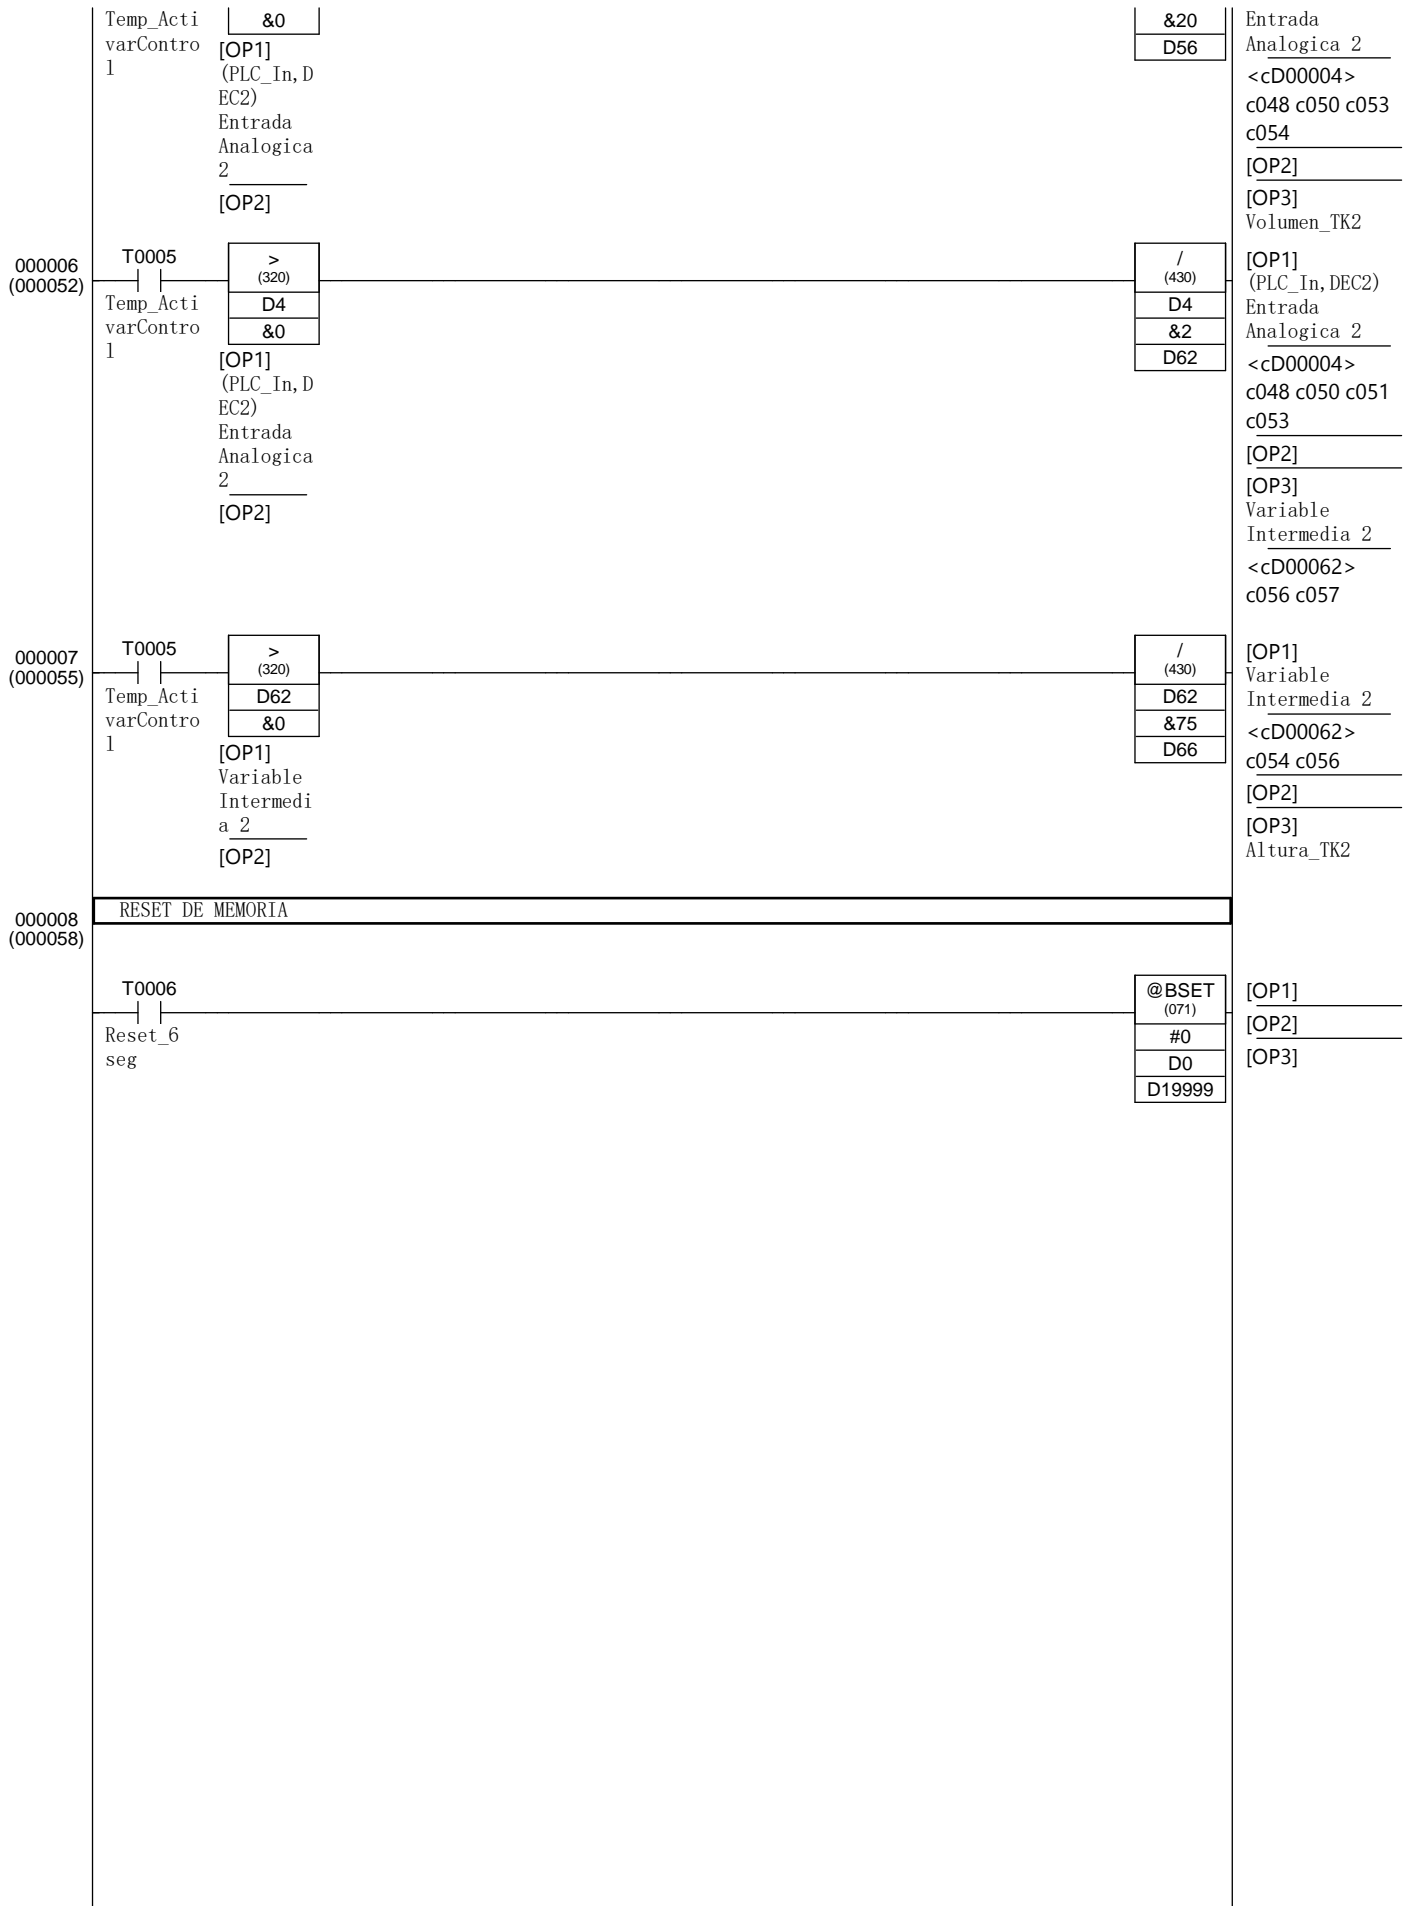 Temp_Acti
varContro
l
&0
[OP1]
(PLC_In,D
EC2)
Entrada
Analogica
2
[OP2]
&20
D56
Entrada
Analogica 2
<cD00004>
c048 c050 c053
c054
[OP2]
[OP3]
Volumen_TK2
000006
(000052)
T0005
Temp_Acti
varContro
l
>
(320)
D4
&0
[OP1]
(PLC_In,D
EC2)
Entrada
Analogica
2
[OP2]
/
(430)
D4
&2
D62
[OP1]
(PLC_In,DEC2)
Entrada
Analogica 2
<cD00004>
c048 c050 c051
c053
[OP2]
[OP3]
Variable
Intermedia 2
<cD00062>
c056 c057
000007
(000055)
T0005
Temp_Acti
varContro
l
>
(320)
D62
&0
[OP1]
Variable
Intermedi
a 2
[OP2]
/
(430)
D62
&75
D66
[OP1]
Variable
Intermedia 2
<cD00062>
c054 c056
[OP2]
[OP3]
Altura_TK2
000008
(000058)
RESET DE MEMORIA
T0006
Reset_6
seg
@BSET
(071)
#0
D0
D19999
[OP1]
[OP2]
[OP3]